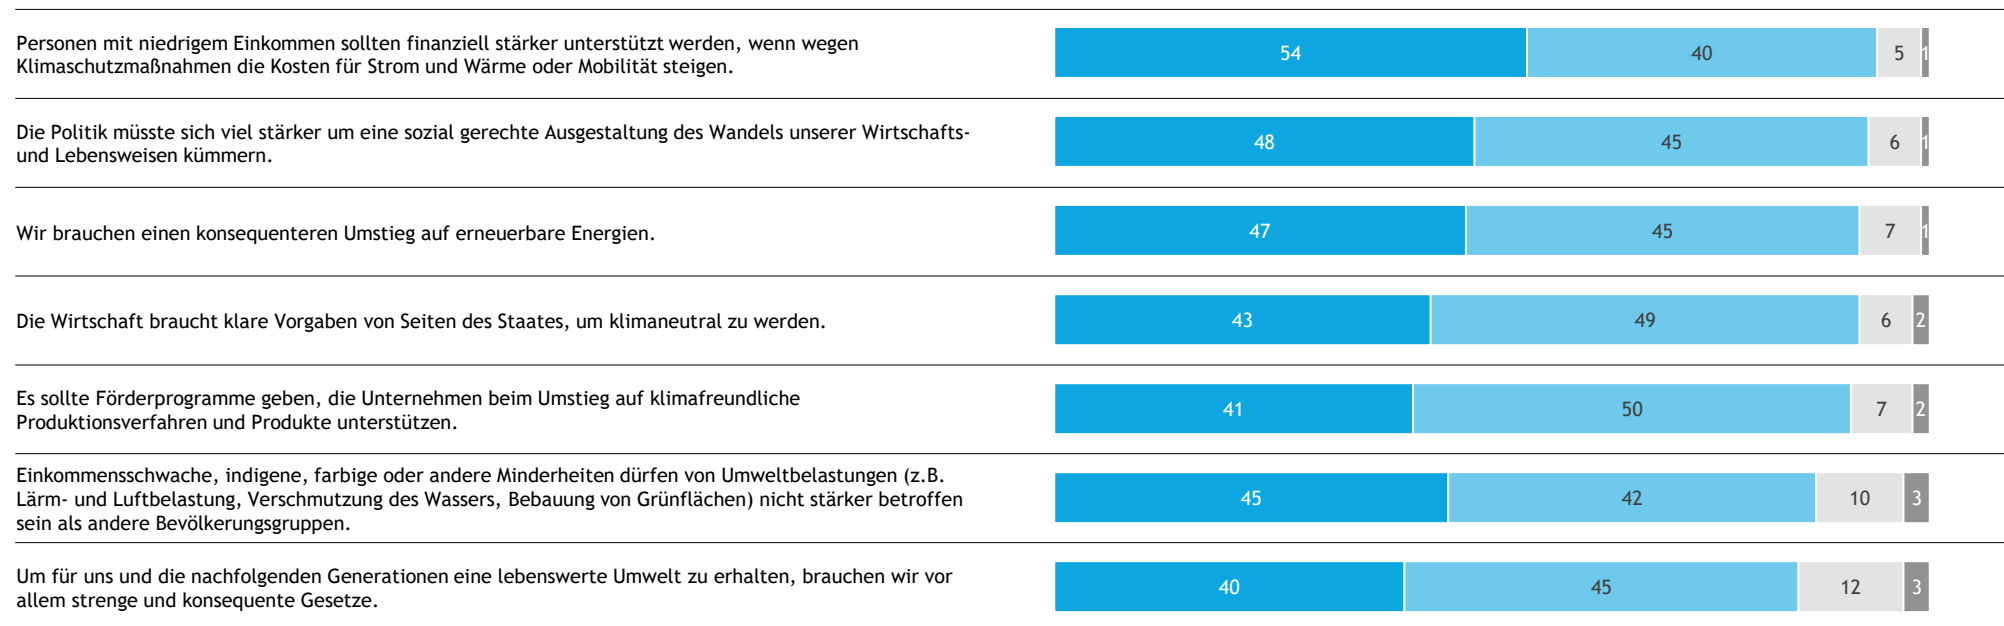 Personen mit niedrigem Einkommen sollten finanziell stärker unterstützt werden, wenn wegen
Klimaschutzmaßnahmen die Kosten für Strom und Wärme oder Mobilität steigen.
54 40 5 1
Die Politik müsste sich viel stärker um eine sozial gerechte Ausgestaltung des Wandels unserer Wirtschafts-
und Lebensweisen kümmern.
48 45 6 1
Wir brauchen einen konsequenteren Umstieg auf erneuerbare Energien.
47 45 7 1
Die Wirtschaft braucht klare Vorgaben von Seiten des Staates, um klimaneutral zu werden.
43 49 6 2
Es sollte Förderprogramme geben, die Unternehmen beim Umstieg auf klimafreundliche
Produktionsverfahren und Produkte unterstützen.
41 50 7 2
Einkommensschwache, indigene, farbige oder andere Minderheiten dürfen von Umweltbelastungen (z.B.
Lärm- und Luftbelastung, Verschmutzung des Wassers, Bebauung von Grünflächen) nicht stärker betroffen
sein als andere Bevölkerungsgruppen.
45 42 10 3
Um für uns und die nachfolgenden Generationen eine lebenswerte Umwelt zu erhalten, brauchen wir vor
allem strenge und konsequente Gesetze.
40 45 12 3